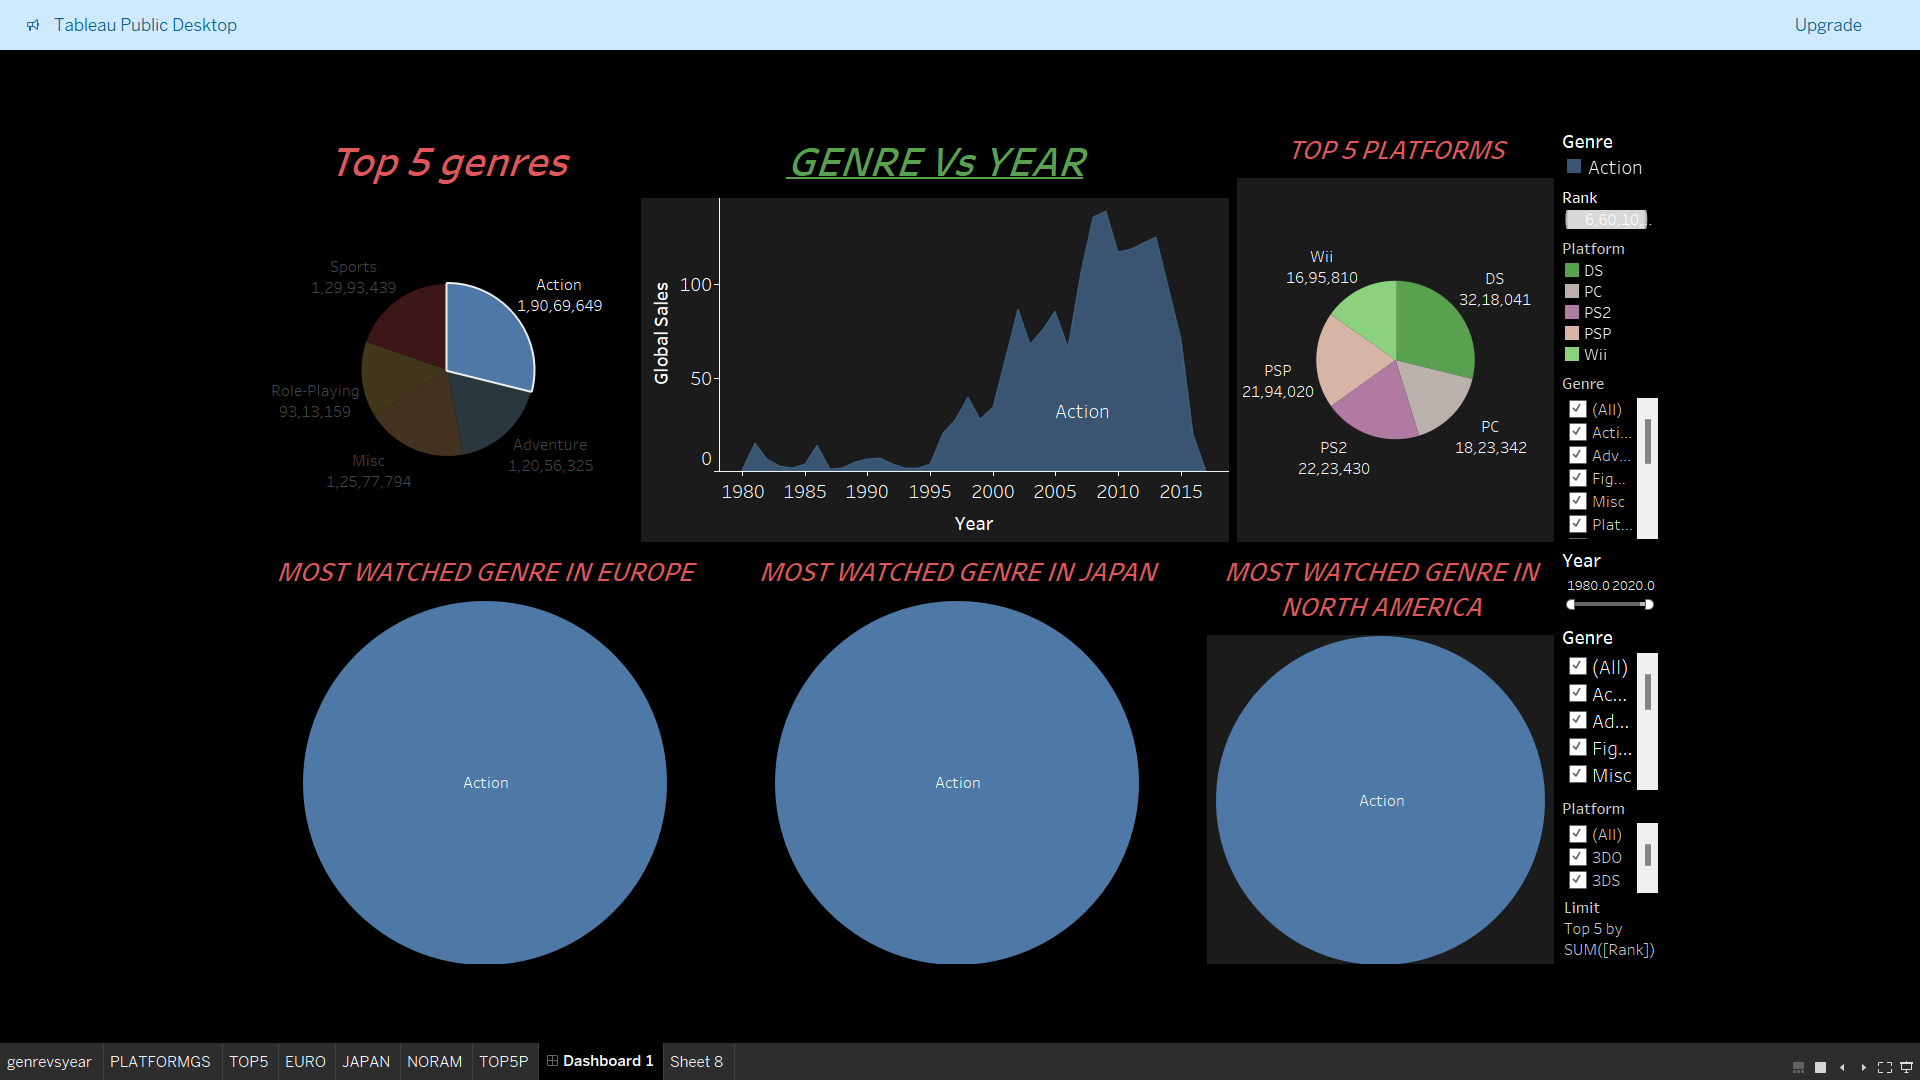 Tableau Public Desktop
Upgrade
Top 5 genres
Sports
1,29,93,439
Action
1,90,69,649
Role-Playing
93,13,159
Adventure
1,20,56,325
Misc
1,25,77,794
GENRE Vs YEAR
Global Sales
100
50
0
Action
1980
1985
1990
1995
2000
2005
2010
2015
Year
TOP 5 PLATFORMS
Wii
16,95,810
DS
32,18,041
PSP
21,94,020
PC
18,23,342
PS2
22,23,430
Genre
Action
Rank
6,60,10,..
Platform
DS
PC
PS2
PSP
Wii
Genre
(All)
Acti...
Adv...
Fig...
Misc
Plat...
MOST WATCHED GENRE IN EUROPE
Action
MOST WATCHED GENRE IN JAPAN
Action
MOST WATCHED GENRE IN
NORTH AMERICA
Action
Year
1980.0 2020.0
Genre
(All)
Ac...
Ad...
Fig...
Misc
Platform
(All)
3DO
3DS
Limit
Top 5 by
SUM([Rank])
genrevsyear
PLATFORMGS
TOP5
EURO
JAPAN
NORAM
TOP5P
Dashboard 1
Sheet 8